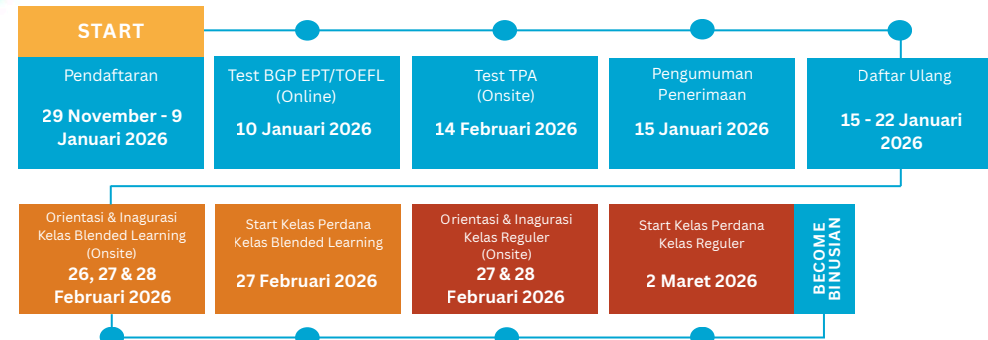 START
Pendaftaran
29 November - 9
Januari 2026
Test BGP EPT/TOEFL
(Online)
10 Januari 2026
Test TPA
(Onsite)
14 Februari 2026
Pengumuman
Penerimaan
15 Januari 2026
Daftar Ulang
15 - 22 Januari
2026
Orientasi & Inagurasi
Kelas Blended Learning
(Onsite)
26, 27 & 28
Februari 2026
Start Kelas Perdana
Kelas Blended Learning
27 Februari 2026
Orientasi & Inagurasi
Kelas Reguler
(Onsite)
27 & 28
Februari 2026
Start Kelas Perdana
Kelas Reguler
2 Maret 2026
BECOME
BINUSIAN